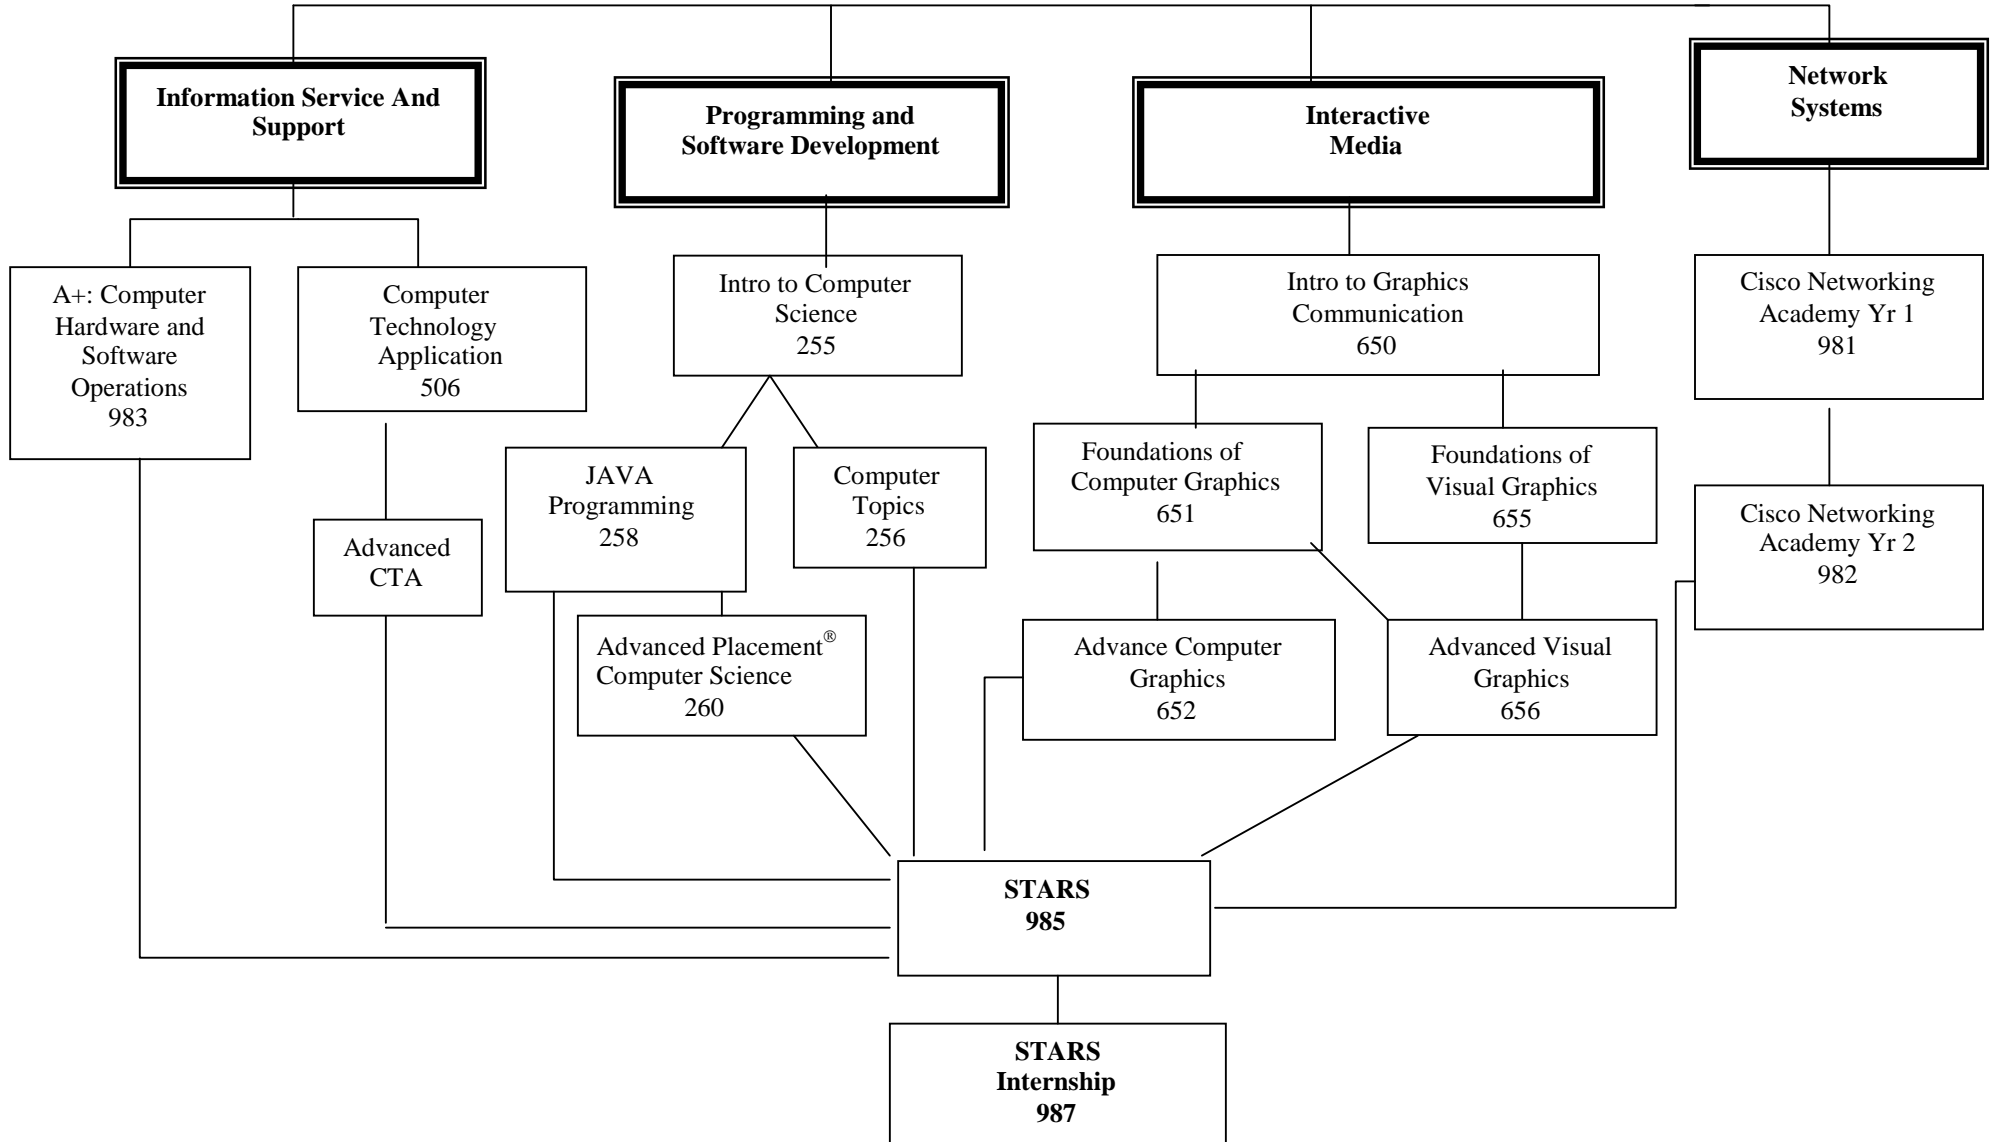 Information Service And
Support
Programming and
Software Development
Interactive
Media
Network
Systems
A+: Computer
Hardware and
Software
Operations
983
Computer
Technology
Application
506
Intro to Computer
Science
255
Intro to Graphics
Communication
650
Cisco Networking
Academy Yr 1
981
JAVA
Programming
258
Computer
Topics
256
Foundations of
Computer Graphics
651
Foundations of
Visual Graphics
655
Cisco Networking
Academy Yr 2
982
Advanced
CTA
Advanced Placement®
Computer Science
260
Advance Computer
Graphics
652
Advanced Visual
Graphics
656
STARS
985
STARS
Internship
987